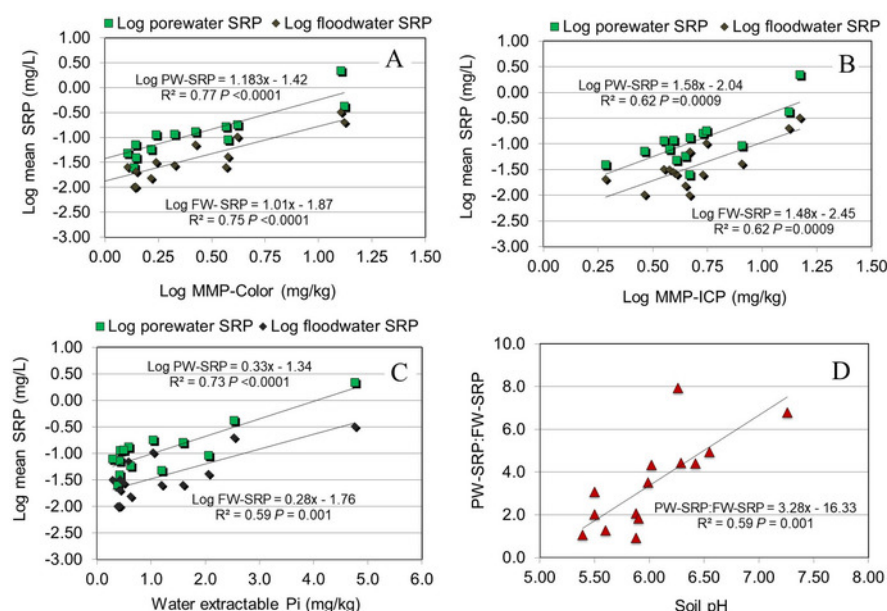 Log porewater SRP Log floodwater SRP
A
Log mean SRP (mg/L)
1.00
0.50
0.00
-0.50
-1.00
-1.50
-2.00
-2.50
-3.00
Log PW-SRP = 1.183x - 1.42
R² = 0.77 P <0.0001
Log FW-SRP = 1.01x - 1.87
R² = 0.75 P <0.0001
0.00 0.25 0.50 0.75 1.00 1.25 1.50
Log MMP-Color (mg/kg)
Log porewater SRP Log floodwater SRP
B
Log mean SRP (mg/L)
1.00
0.50
0.00
-0.50
-1.00
-1.50
-2.00
-2.50
-3.00
Log PW-SRP = 1.58x - 2.04
R² = 0.62 P =0.0009
Log FW-SRP = 1.48x - 2.45
R² = 0.62 P =0.0009
0.00 0.25 0.50 0.75 1.00 1.25 1.50
Log MMP-ICP (mg/kg)
Log porewater SRP Log floodwater SRP
C
Log mean SRP (mg/L)
1.00
0.50
0.00
-0.50
-1.00
-1.50
-2.00
-2.50
-3.00
Log PW-SRP = 0.33x - 1.34
R² = 0.73 P <0.0001
Log FW-SRP = 0.28x - 1.76
R² = 0.59 P = 0.001
0.0 1.0 2.0 3.0 4.0 5.0 6.0
Water extractable Pi (mg/kg)
D
PW-SRP:FW-SRP
10.0
8.0
6.0
4.0
2.0
0.0
PW-SRP:FW-SRP = 3.28x - 16.33
R² = 0.59 P = 0.001
5.00 5.50 6.00 6.50 7.00 7.50
Soil pH